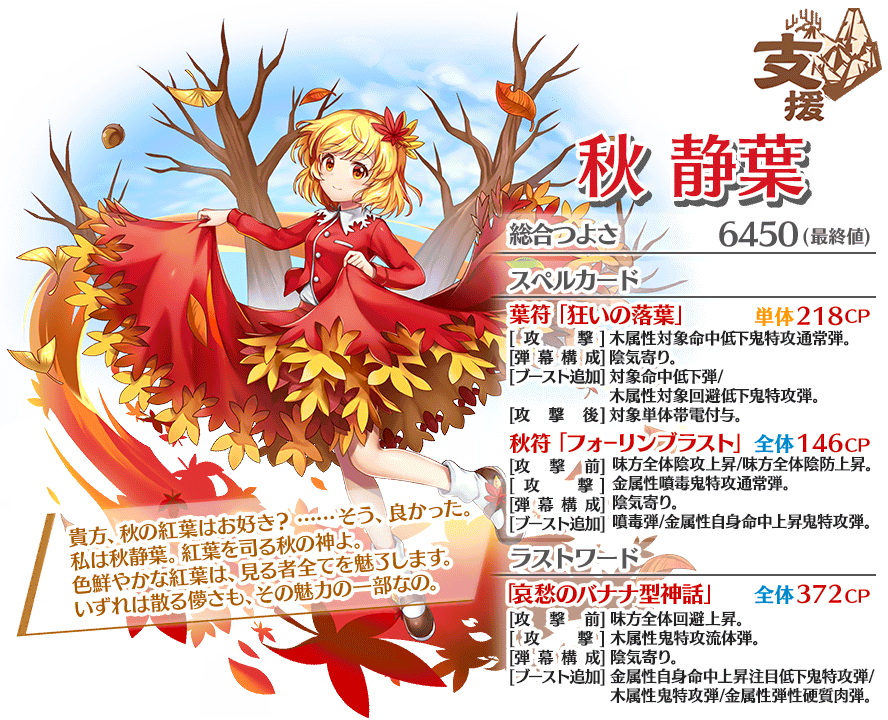 支援
秋 静葉
総合つよさ 6450(最終値)
スペルカード
葉符「狂いの落葉」 単体218CP
[攻撃]木属性対象命中低下鬼特攻通常弾。
[弾幕構成]陰気寄り。
[ブースト追加]対象命中低下弾/
木属性対象回避低下鬼特攻弾。
[攻撃後]対象単体帯電付与。
秋符「フォーリンブラスト」 全体146CP
[攻撃前]味方全体陰攻上昇/味方全体陰防上昇。
[攻撃]金属性噴毒鬼特攻通常弾。
[弾幕構成]陰気寄り。
[ブースト追加]噴毒弾/金属性自身命中上昇鬼特攻弾。
ラストワード
「哀愁のバナナ型神話」 全体372CP
[攻撃前]味方全体回避上昇。
[攻撃]木属性鬼特攻流体弾。
[弾幕構成]陰気寄り。
[ブースト追加]金属性自身命中上昇注目低下鬼特攻弾/
木属性鬼特攻弾/金属性弾性硬質肉弾。
貴方、秋の紅葉はお好き?……そう、良かった。
私は秋静葉。紅葉を司る秋の神よ。
色鮮やかな紅葉は、見る者全てを魅了します。
いずれは散る儚さも、その魅力の一部なの。